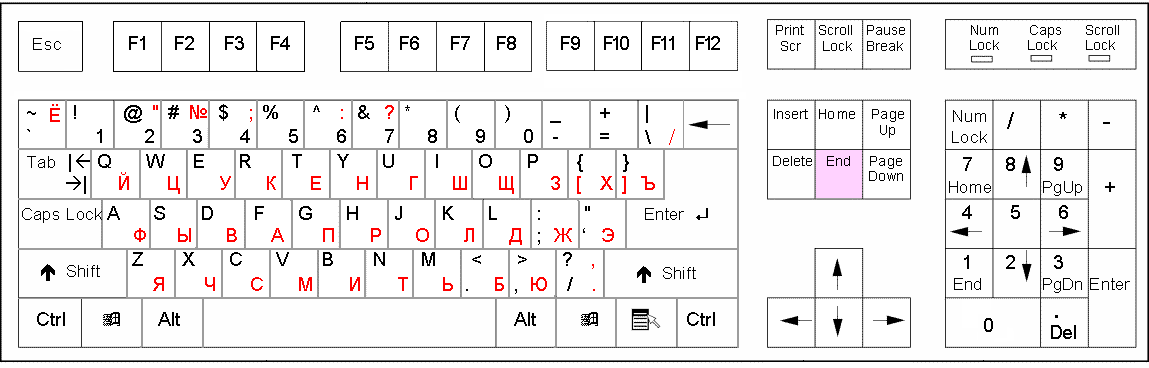 Esc F1 F2 F3 F4 F5 F6 F7 F8 F9 F10 F11 F12 Print Scr Scroll Lock Pause Break Num Lock Caps Lock Scroll Lock
~ Ё ! @ " # № $ ; % ^ : & ? * ( ) _ + |
` 1 2 3 4 5 6 7 8 9 0 - = \ /
Insert Home Page Up Num Lock / * -
Tab Q W E R T Y U I O P { }
Й Ц У К Е Н Г Ш Щ З [ Х ] Ъ
Delete End Page Down 7 Home 8 9 PgUp +
Caps Lock A S D F G H J K L : " Enter
Ф Ы В А П Р О Л Д ; Ж ' Э
4 5 6
Shift Z X C V B N M < > ? , Shift
Я Ч С М И Т Ь . Б , Ю / .
1 End 2 3 PgDn Enter
Ctrl Alt Alt Ctrl 0 . Del